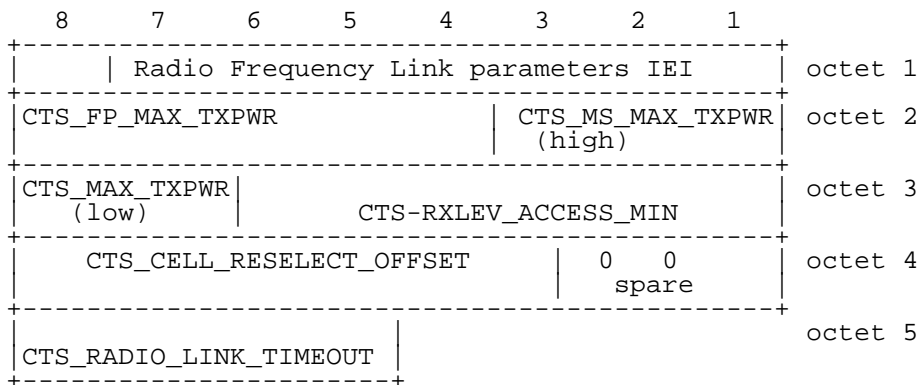 8 7 6 5 4 3 2 1
Radio Frequency Link parameters IEI octet 1
CTS_FP_MAX_TXPWR CTS_MS_MAX_TXPWR octet 2
(high)
CTS_MAX_TXPWR octet 3
(low) CTS-RXLEV_ACCESS_MIN
CTS_CELL_RESELECT_OFFSET 0 0 octet 4
spare
octet 5
CTS_RADIO_LINK_TIMEOUT